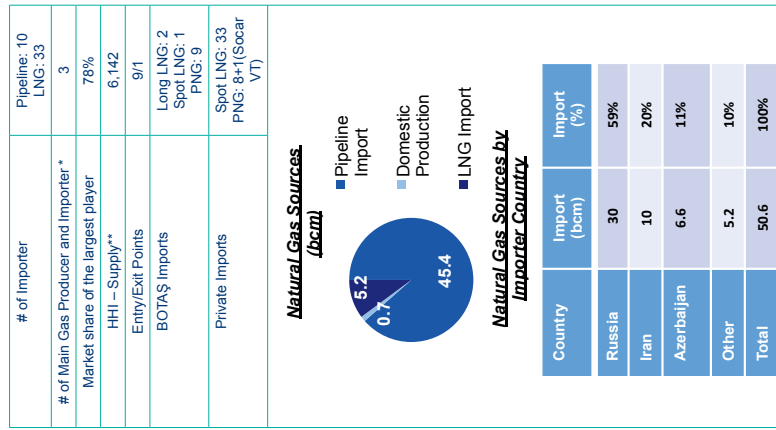 # of Importer
Pipeline: 10
LNG: 33
# of Main Gas Producer and Importer *
3
Market share of the largest player
78%
HHI – Supply**
6,142
Entry/Exit Points
9/1
BOTAŞ Imports
Long LNG: 2
Spot LNG: 1
PNG: 9
Private Imports
Spot LNG: 33
PNG: 8+1(Socar
VT)
Natural Gas Sources
(bcm)
5.2
0.7
45.4
Pipeline
Import
Domestic
Production
LNG Import
Natural Gas Sources by
Importer Country
Country
Import
(bcm)
Import
(%)
Russia
30
59%
Iran
10
20%
Azerbaijan
6.6
11%
Other
5.2
10%
Total
50.6
100%